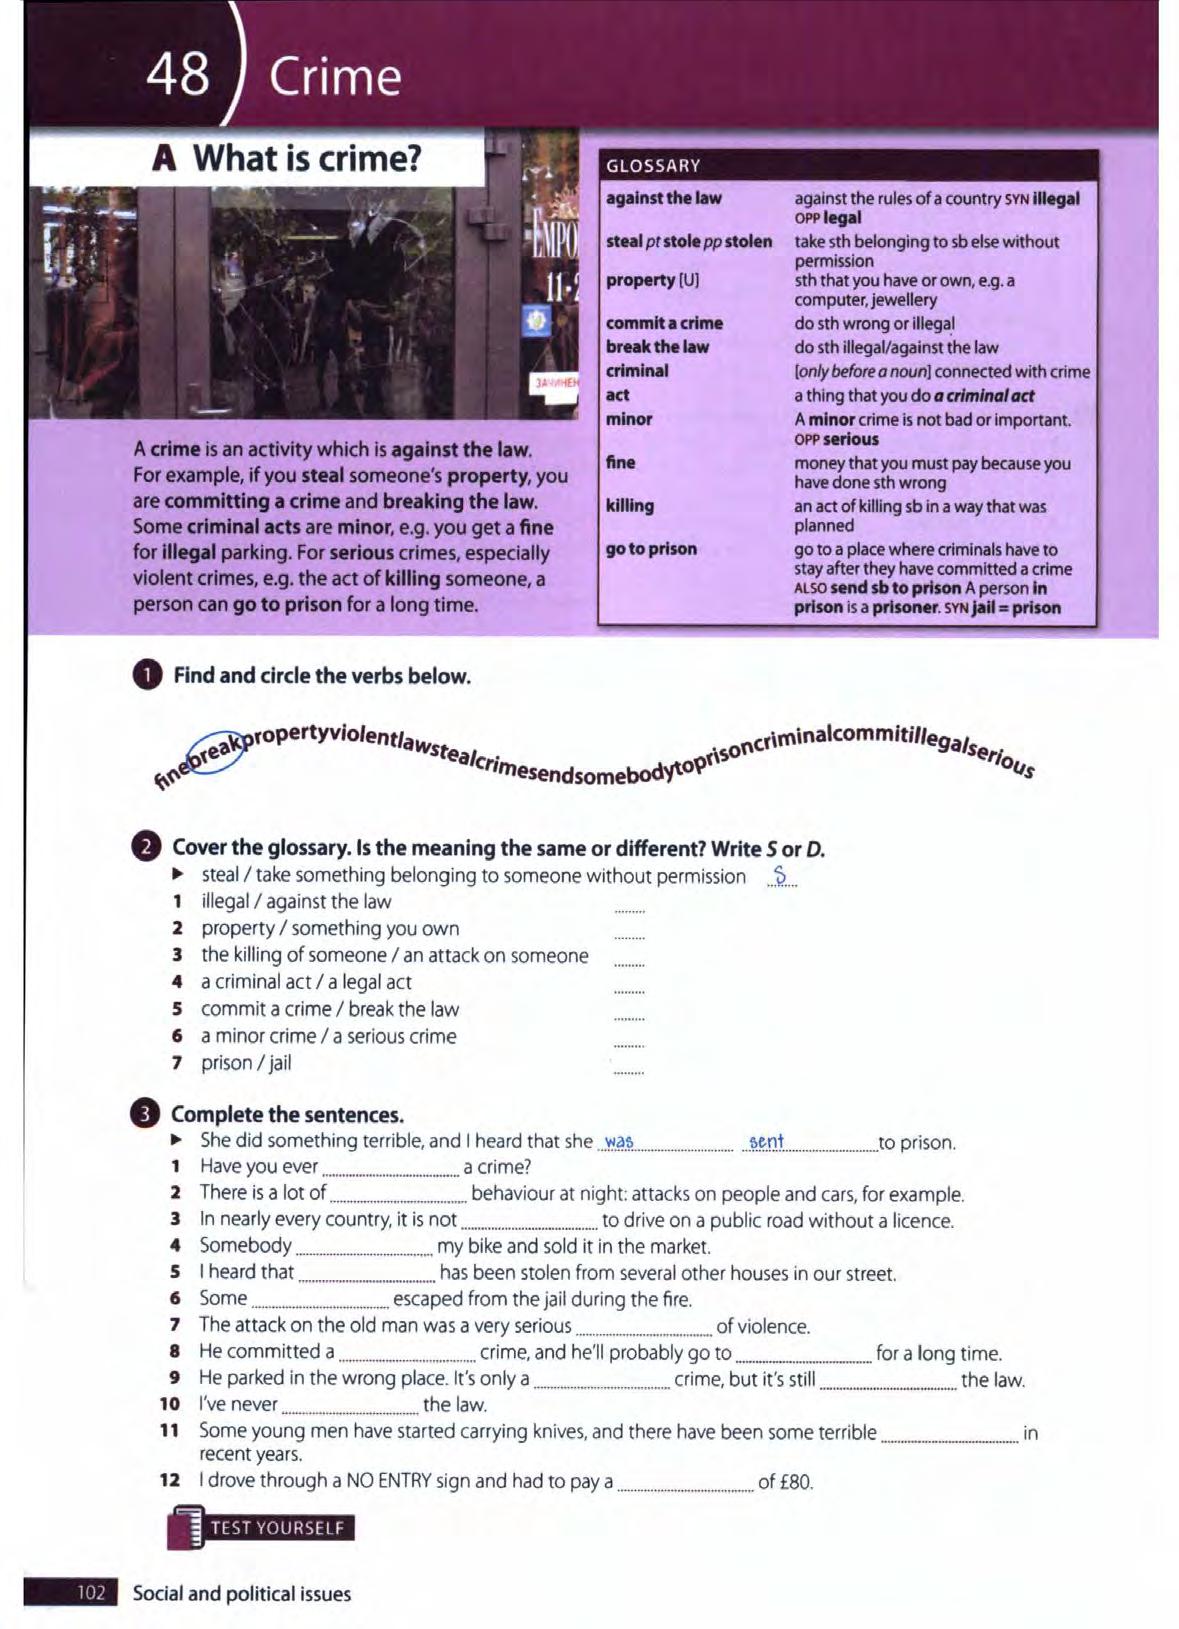 48 Crime
A What is crime?
EMPO
11-2
ЗАЧИНЕН
A crime is an activity which is against the law.
For example, if you steal someone's property, you
are committing a crime and breaking the law.
Some criminal acts are minor, e.g. you get a fine
for illegal parking. For serious crimes, especially
violent crimes, e.g. the act of killing someone, a
person can go to prison for a long time.
GLOSSARY
against the law against the rules of a country SYN illegal
OPP legal
steal pt stole pp stolen take sth belonging to sb else without
permission
property [U] sth that you have or own, e.g. a
computer, jewellery
commit a crime do sth wrong or illegal
break the law do sth illegal/against the law
criminal [only before a noun] connected with crime
act a thing that you do a criminal act
minor A minor crime is not bad or important.
OPP serious
fine money that you must pay because you
have done sth wrong
killing an act of killing sb in a way that was
planned
go to prison go to a place where criminals have to
stay after they have committed a crime
ALSO send sb to prison A person in
prison is a prisoner. SYN jail = prison
1 Find and circle the verbs below.
finebreakpropertyviolentlawstealcrimesendsomebodytoprisoncriminalcommitillegalserious
2 Cover the glossary. Is the meaning the same or different? Write S or D.
► steal / take something belonging to someone without permission ...S.....
1 illegal / against the law .........
2 property / something you own .........
3 the killing of someone / an attack on someone .........
4 a criminal act / a legal act .........
5 commit a crime / break the law .........
6 a minor crime / a serious crime .........
7 prison / jail .........
3 Complete the sentences.
► She did something terrible, and I heard that she was sent to prison.
1 Have you ever .............................. a crime?
2 There is a lot of .............................. behaviour at night: attacks on people and cars, for example.
3 In nearly every country, it is not .............................. to drive on a public road without a licence.
4 Somebody .............................. my bike and sold it in the market.
5 I heard that .............................. has been stolen from several other houses in our street.
6 Some .............................. escaped from the jail during the fire.
7 The attack on the old man was a very serious .............................. of violence.
8 He committed a .............................. crime, and he'll probably go to .............................. for a long time.
9 He parked in the wrong place. It's only a .............................. crime, but it's still .............................. the law.
10 I've never .............................. the law.
11 Some young men have started carrying knives, and there have been some terrible .............................. in
recent years.
12 I drove through a NO ENTRY sign and had to pay a .............................. of £80.
TEST YOURSELF
102 Social and political issues